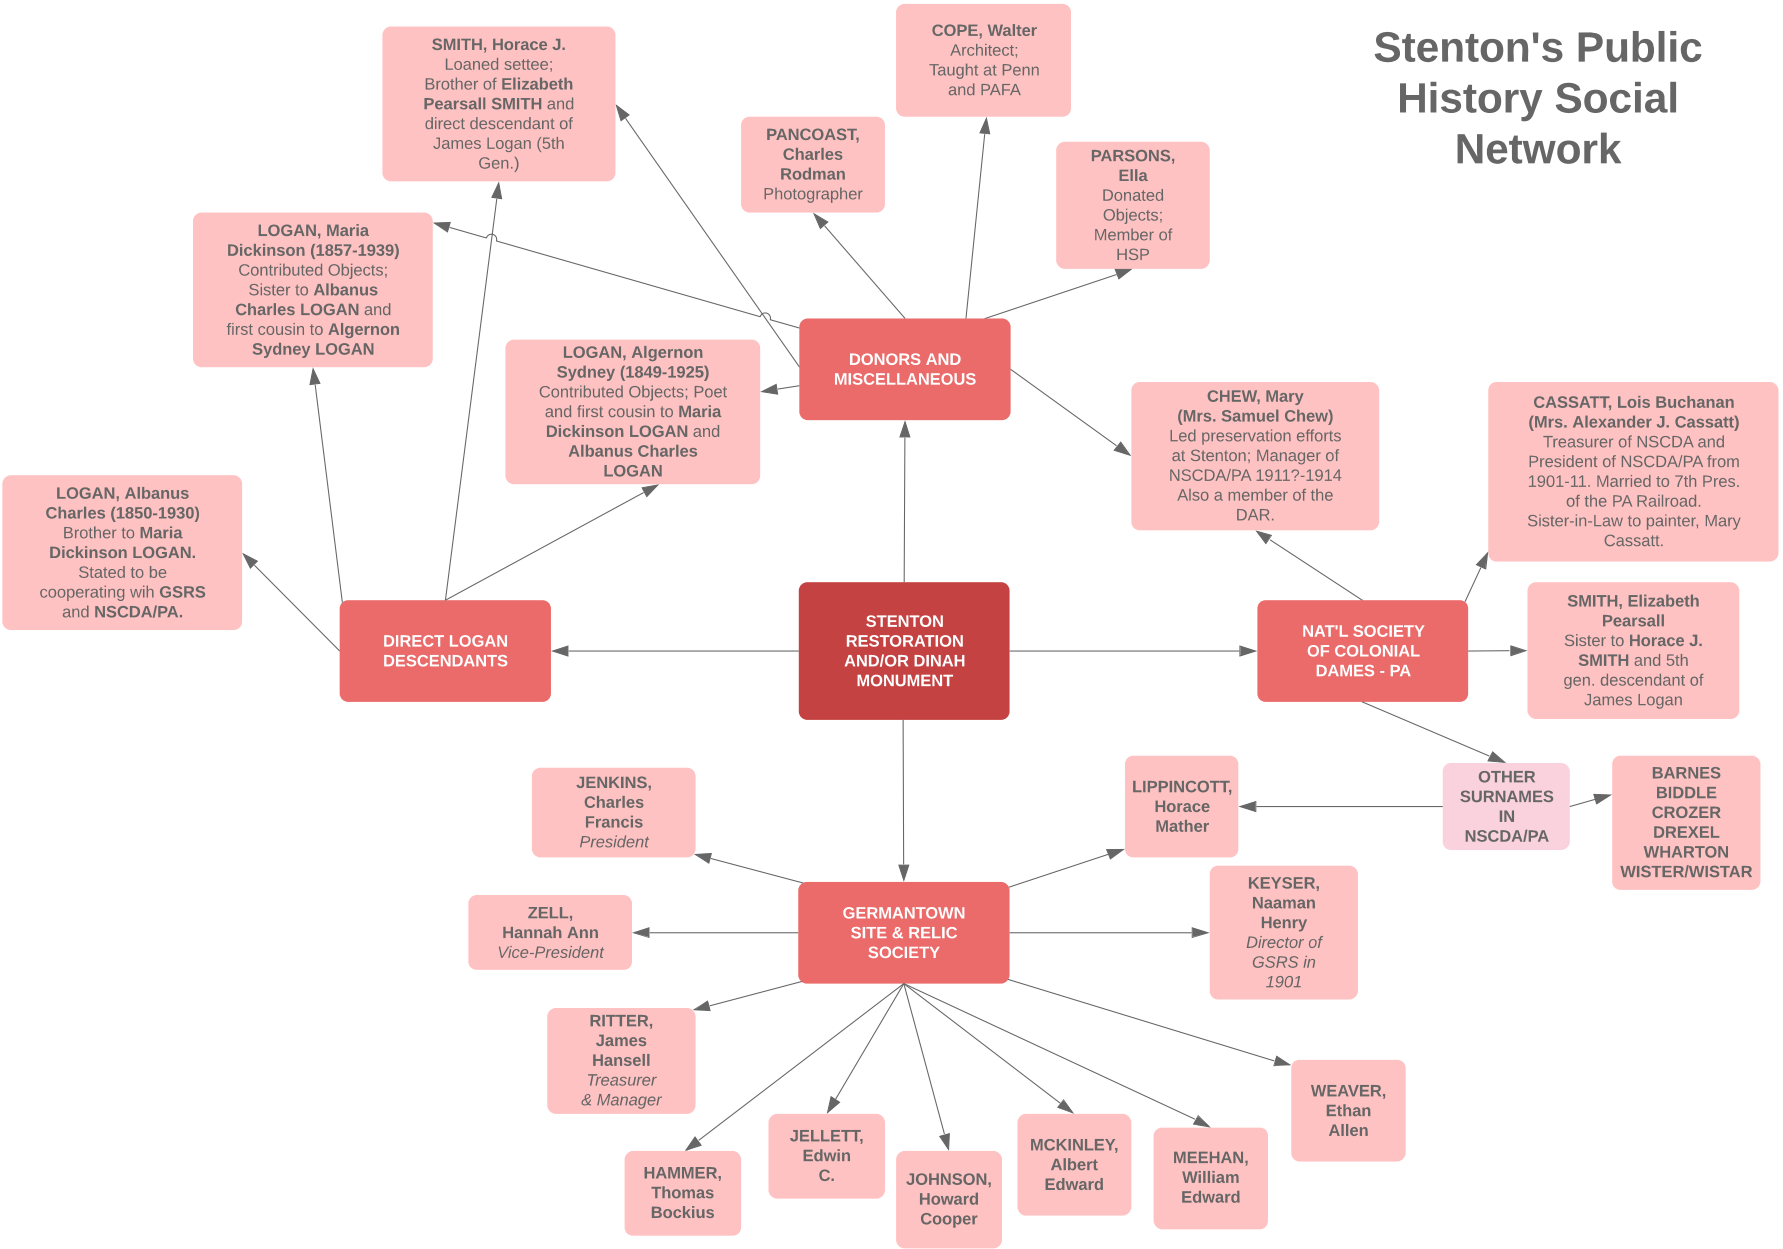 Stenton's Public
History Social
Network
SMITH, Horace J.
Loaned settee;
Brother of Elizabeth
Pearsall SMITH and
direct descendant of
James Logan (5th
Gen.)
COPE, Walter
Architect;
Taught at Penn
and PAFA
PANCOAST,
Charles
Rodman
Photographer
PARSONS,
Ella
Donated
Objects;
Member of
HSP
LOGAN, Maria
Dickinson (1857-1939)
Contributed Objects;
Sister to Albanus
Charles LOGAN and
first cousin to Algernon
Sydney LOGAN
LOGAN, Algernon
Sydney (1849-1925)
Contributed Objects; Poet
and first cousin to Maria
Dickinson LOGAN and
Albanus Charles
LOGAN
DONORS AND
MISCELLANEOUS
CHEW, Mary
(Mrs. Samuel Chew)
Led preservation efforts
at Stenton; Manager of
NSCDA/PA 1911?-1914
Also a member of the
DAR.
CASSATT, Lois Buchanan
(Mrs. Alexander J. Cassatt)
Treasurer of NSCDA and
President of NSCDA/PA from
1901-11. Married to 7th Pres.
of the PA Railroad.
Sister-in-Law to painter, Mary
Cassatt.
LOGAN, Albanus
Charles (1850-1930)
Brother to Maria
Dickinson LOGAN.
Stated to be
cooperating wih GSRS
and NSCDA/PA.
DIRECT LOGAN
DESCENDANTS
STENTON
RESTORATION
AND/OR DINAH
MONUMENT
NAT'L SOCIETY
OF COLONIAL
DAMES - PA
SMITH, Elizabeth
Pearsall
Sister to Horace J.
SMITH and 5th
gen. descendant of
James Logan
OTHER
SURNAMES
IN
NSCDA/PA
BARNES
BIDDLE
CROZER
DREXEL
WHARTON
WISTER/WISTAR
JENKINS,
Charles
Francis
President
LIPPINCOTT,
Horace
Mather
ZELL,
Hannah Ann
Vice-President
GERMANTOWN
SITE & RELIC
SOCIETY
KEYSER,
Naaman
Henry
Director of
GSRS in
1901
RITTER,
James
Hansell
Treasurer
& Manager
HAMMER,
Thomas
Bockius
JELLETT,
Edwin
C.
JOHNSON,
Howard
Cooper
MCKINLEY,
Albert
Edward
MEEHAN,
William
Edward
WEAVER,
Ethan
Allen